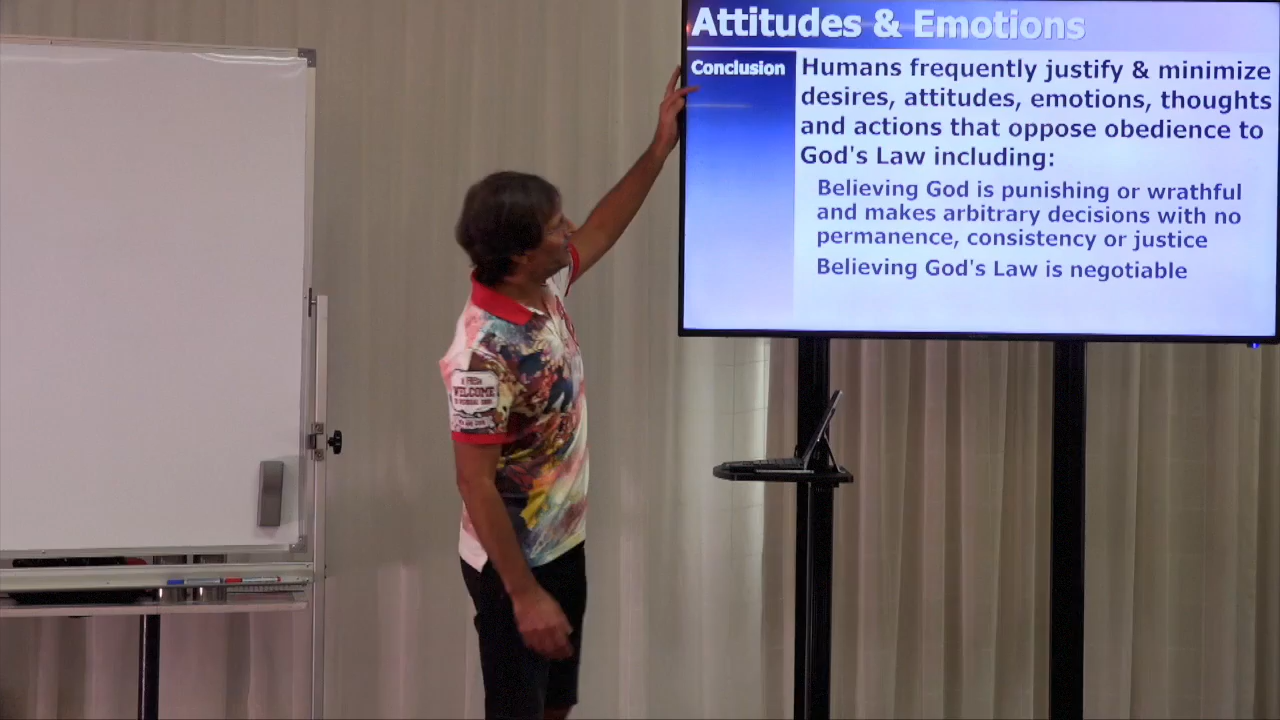 Attitudes & Emotions
Conclusion
Humans frequently justify & minimize
desires, attitudes, emotions, thoughts
and actions that oppose obedience to
God's Law including:
Believing God is punishing or wrathful
and makes arbitrary decisions with no
permanence, consistency or justice
Believing God's Law is negotiable
A FRESH
WELCOME